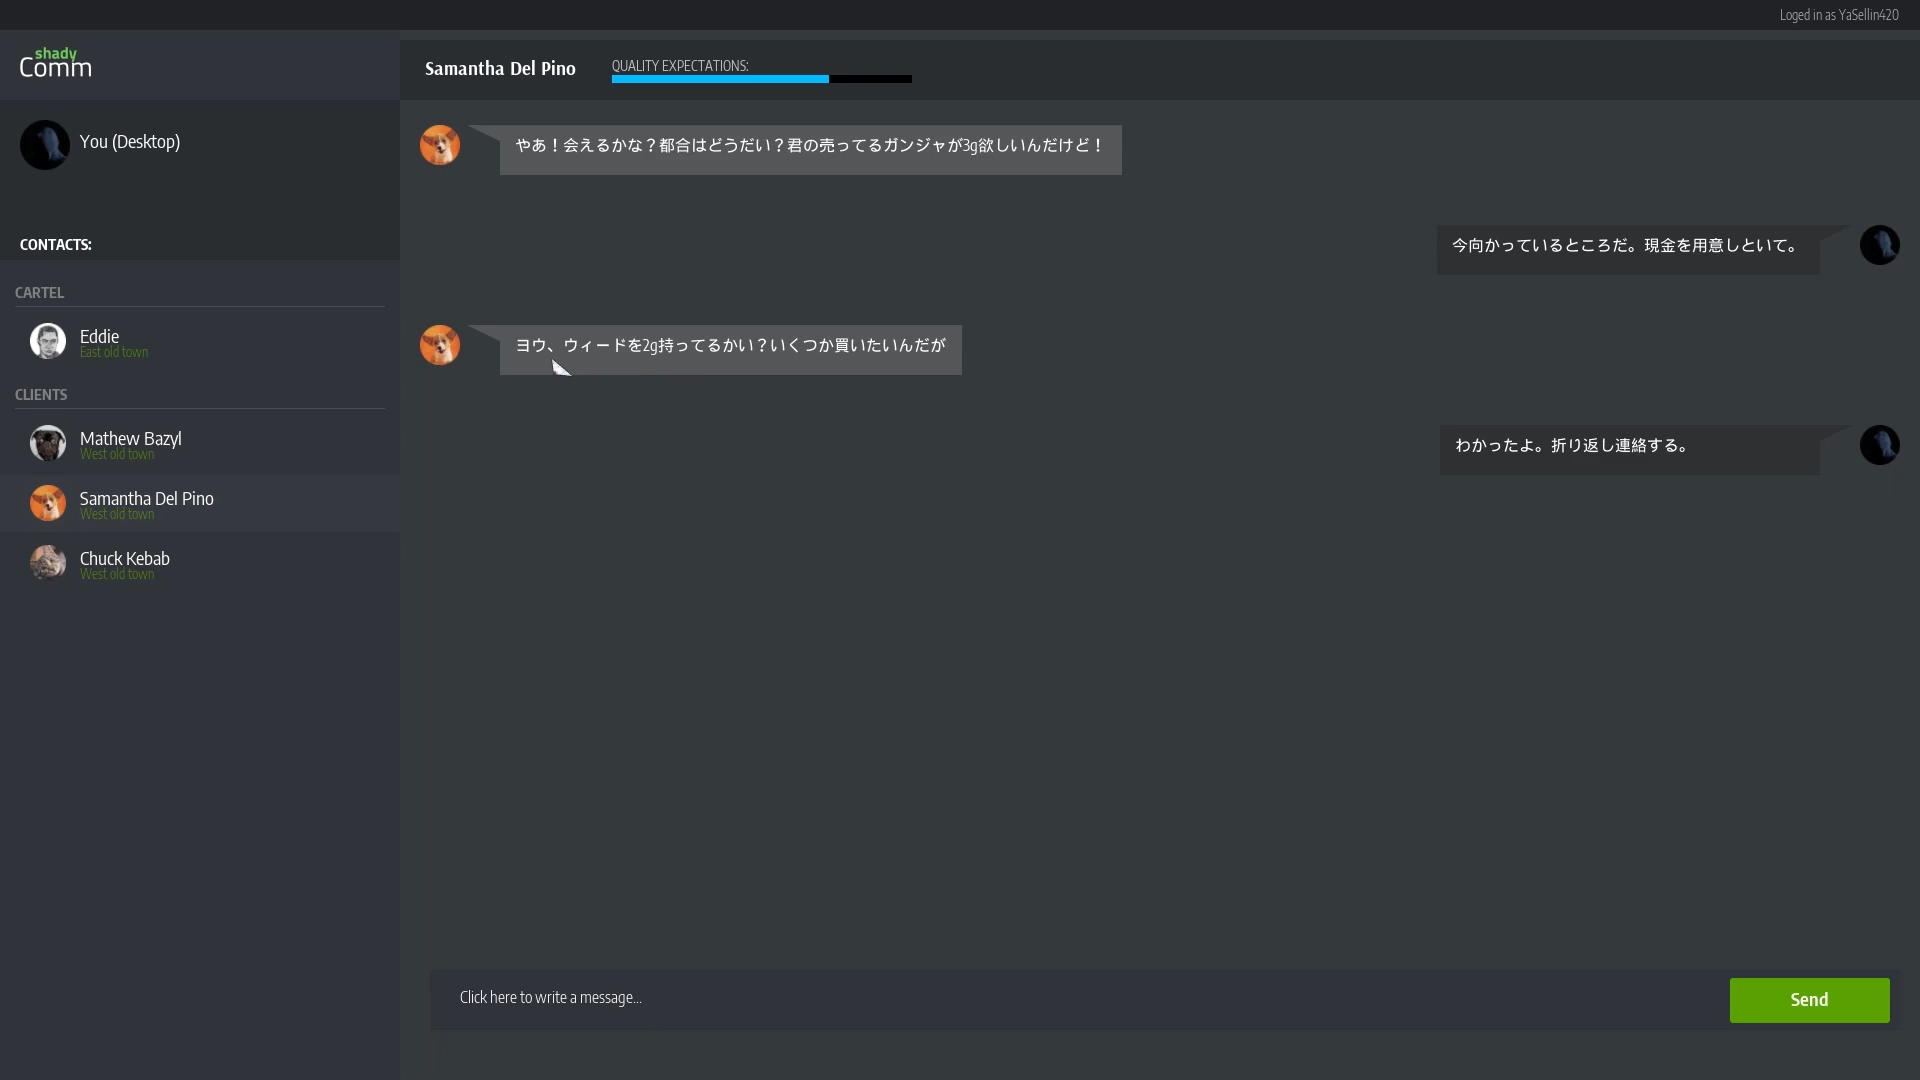 Loged in as YaSellin420
shady
Comm
Samantha Del Pino
QUALITY EXPECTATIONS:
You (Desktop)
CONTACTS:
CARTEL
Eddie
East old town
CLIENTS
Mathew Bazyl
West old town
Samantha Del Pino
West old town
Chuck Kebab
West old town
やあ！会えるかな？都合はどうだい？君の売ってるガンジャが3g欲しいんだけど！
今向かっているところだ。現金を用意しといて。
ヨウ、ウィードを2g持ってるかい？いくつか買いたいんだが
わかったよ。折り返し連絡する。
Click here to write a message...
Send